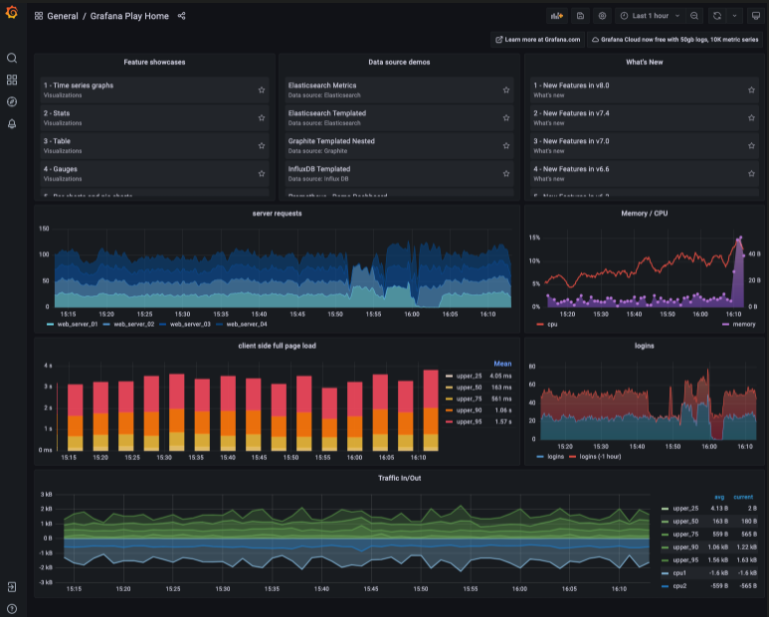 General / Grafana Play Home
Last 1 hour
Learn more at Grafana.com
Grafana Cloud now free with 50gb logs, 10K metric series
Feature showcases
1 - Time series graphs
Visualizations
2 - Stats
Visualizations
3 - Table
Visualizations
4 - Gauges
Visualizations
Data source demos
Elasticsearch Metrics
Data source: Elasticsearch
Elasticsearch Templated
Data source: Elasticsearch
Graphite Templated Nested
Data source: Graphite
InfluxDB Templated
Data source: Influx DB
What's New
1 - New Features in v8.0
What's new
2 - New Features in v7.4
What's new
3 - New Features in v7.0
What's new
4 - New Features in v6.6
What's new
server requests
150
100
50
0
15:15 15:20 15:25 15:30 15:35 15:40 15:45 15:50 15:55 16:00 16:05 16:10
web_server_01 web_server_02 web_server_03 web_server_04
Memory / CPU
15%
10%
5%
0%
40 B
20 B
0 B
15:20 15:30 15:40 15:50 16:00 16:10
cpu
memory
client side full page load
4 s
3 s
2 s
1 s
0 ms
15:15 15:20 15:25 15:30 15:35 15:40 15:45 15:50 15:55 16:00 16:05 16:10
Mean
upper_25 4.05 ms
upper_50 163 ms
upper_75 561 ms
upper_90 1.06 s
upper_95 1.57 s
logins
80
60
40
20
0
15:20 15:30 15:40 15:50 16:00 16:10
logins logins (-1 hour)
Traffic In/Out
3 kB
2 kB
1 kB
0 B
-1 kB
-2 kB
-3 kB
15:15 15:20 15:25 15:30 15:35 15:40 15:45 15:50 15:55 16:00 16:05 16:10
avg current
upper_25 4.13 B 2 B
upper_50 163 B 180 B
upper_75 559 B 565 B
upper_90 1.06 kB 1.22 kB
upper_95 1.56 kB 1.63 kB
cpu1 -1.6 kB -1.6 kB
cpu2 -559 B -565 B